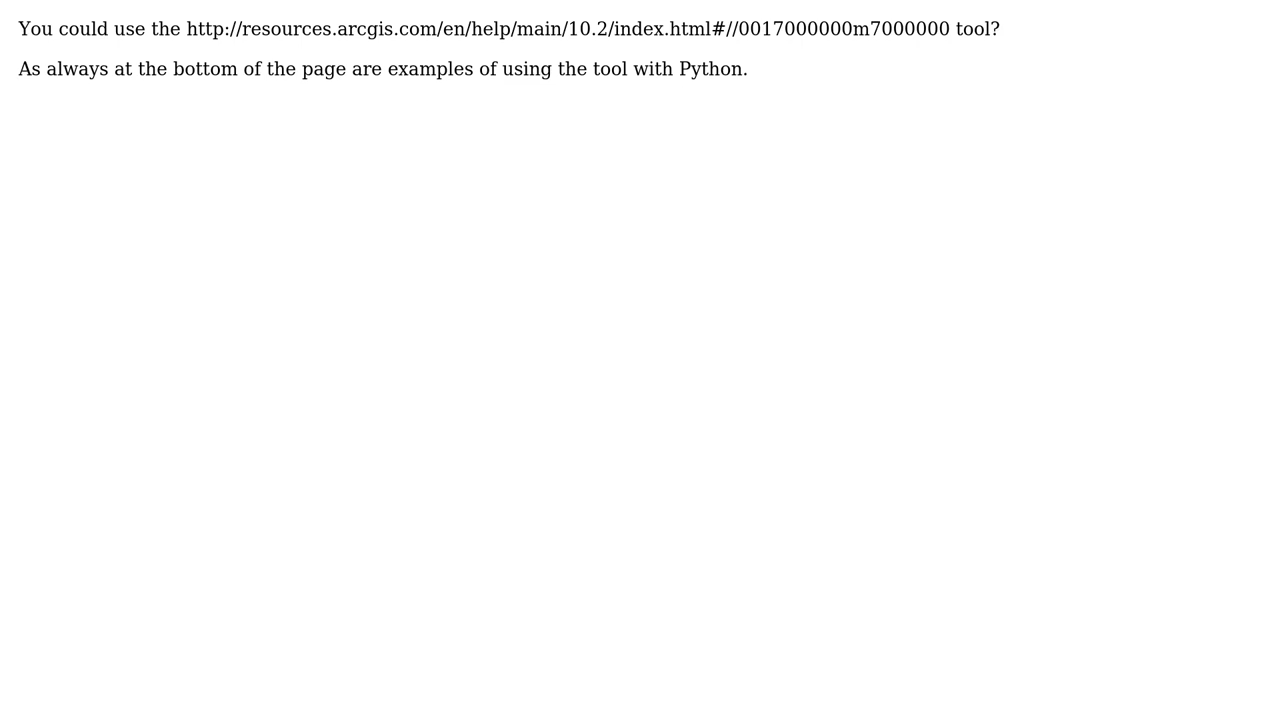 You could use the http://resources.arcgis.com/en/help/main/10.2/index.html#//0017000000m7000000 tool?
As always at the bottom of the page are examples of using the tool with Python.